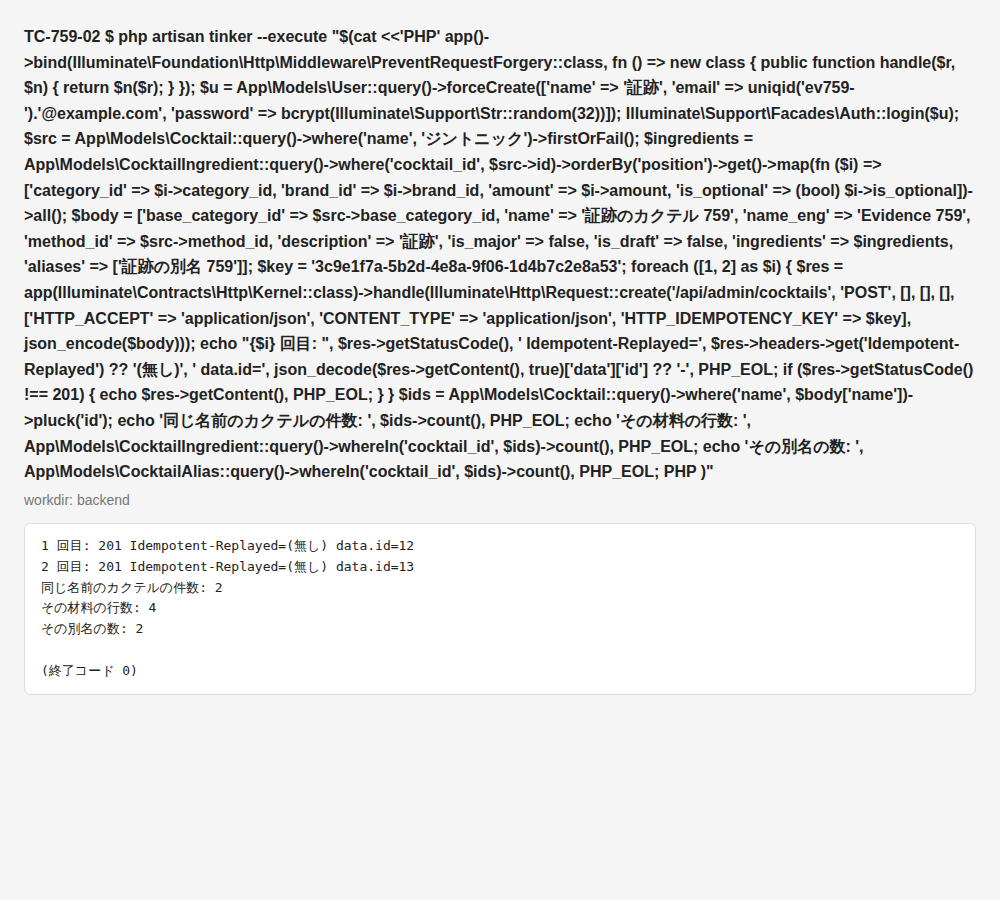 TC-759-02 $ php artisan tinker --execute "$(cat <<'PHP' app()-
>bind(Illuminate\Foundation\Http\Middleware\PreventRequestForgery::class, fn () => new class { public function handle($r,
$n) { return $n($r); } }); $u = App\Models\User::query()->forceCreate(['name' => '証跡', 'email' => uniqid('ev759-
').'@example.com', 'password' => bcrypt(Illuminate\Support\Str::random(32))]); Illuminate\Support\Facades\Auth::login($u);
$src = App\Models\Cocktail::query()->where('name', 'ジントニック')->firstOrFail(); $ingredients =
App\Models\CocktailIngredient::query()->where('cocktail_id', $src->id)->orderBy('position')->get()->map(fn ($i) =>
['category_id' => $i->category_id, 'brand_id' => $i->brand_id, 'amount' => $i->amount, 'is_optional' => (bool) $i->is_optional])-
>all(); $body = ['base_category_id' => $src->base_category_id, 'name' => '証跡のカクテル 759', 'name_eng' => 'Evidence 759',
'method_id' => $src->method_id, 'description' => '証跡', 'is_major' => false, 'is_draft' => false, 'ingredients' => $ingredients,
'aliases' => ['証跡の別名 759']]; $key = '3c9e1f7a-5b2d-4e8a-9f06-1d4b7c2e8a53'; foreach ([1, 2] as $i) { $res =
app(Illuminate\Contracts\Http\Kernel::class)->handle(Illuminate\Http\Request::create('/api/admin/cocktails', 'POST', [], [], [],
['HTTP_ACCEPT' => 'application/json', 'CONTENT_TYPE' => 'application/json', 'HTTP_IDEMPOTENCY_KEY' => $key],
json_encode($body))); echo "{$i} 回目: ", $res->getStatusCode(), ' Idempotent-Replayed=', $res->headers->get('Idempotent-
Replayed') ?? '(無し)', ' data.id=', json_decode($res->getContent(), true)['data']['id'] ?? '-', PHP_EOL; if ($res->getStatusCode()
!== 201) { echo $res->getContent(), PHP_EOL; } } $ids = App\Models\Cocktail::query()->where('name', $body['name'])-
>pluck('id'); echo '同じ名前のカクテルの件数: ', $ids->count(), PHP_EOL; echo 'その材料の行数: ',
App\Models\CocktailIngredient::query()->whereIn('cocktail_id', $ids)->count(), PHP_EOL; echo 'その別名の数: ',
App\Models\CocktailAlias::query()->whereIn('cocktail_id', $ids)->count(), PHP_EOL; PHP )"
workdir: backend
1 回目: 201 Idempotent-Replayed=(無し) data.id=12
2 回目: 201 Idempotent-Replayed=(無し) data.id=13
同じ名前のカクテルの件数: 2
その材料の行数: 4
その別名の数: 2
(終了コード 0)